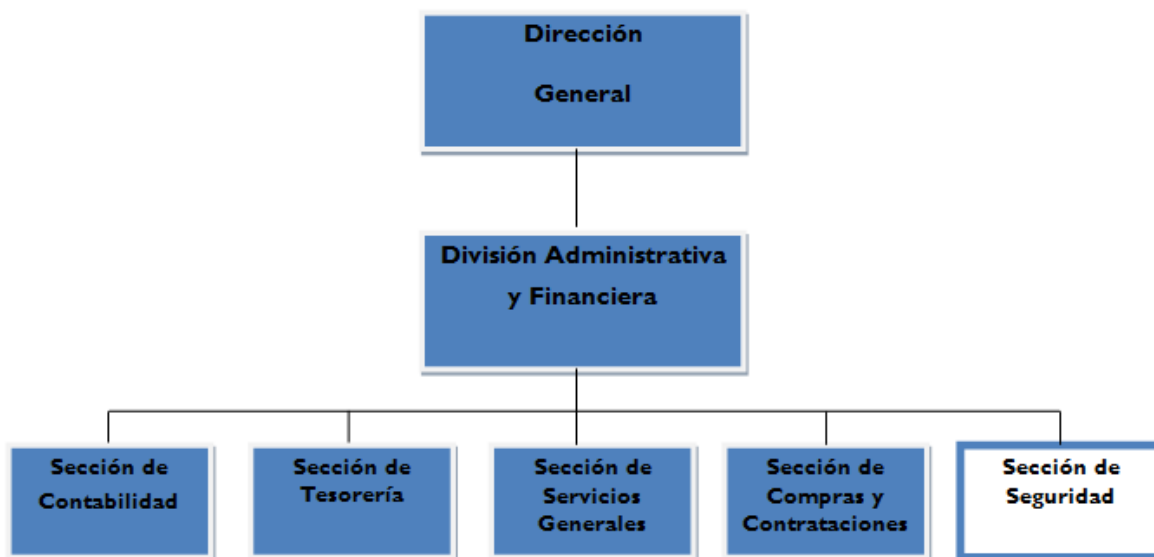 Dirección
General
División Administrativa
y Financiera
Sección de
Contabilidad
Sección de
Tesorería
Sección de
Servicios
Generales
Sección de
Compras y
Contrataciones
Sección de
Seguridad